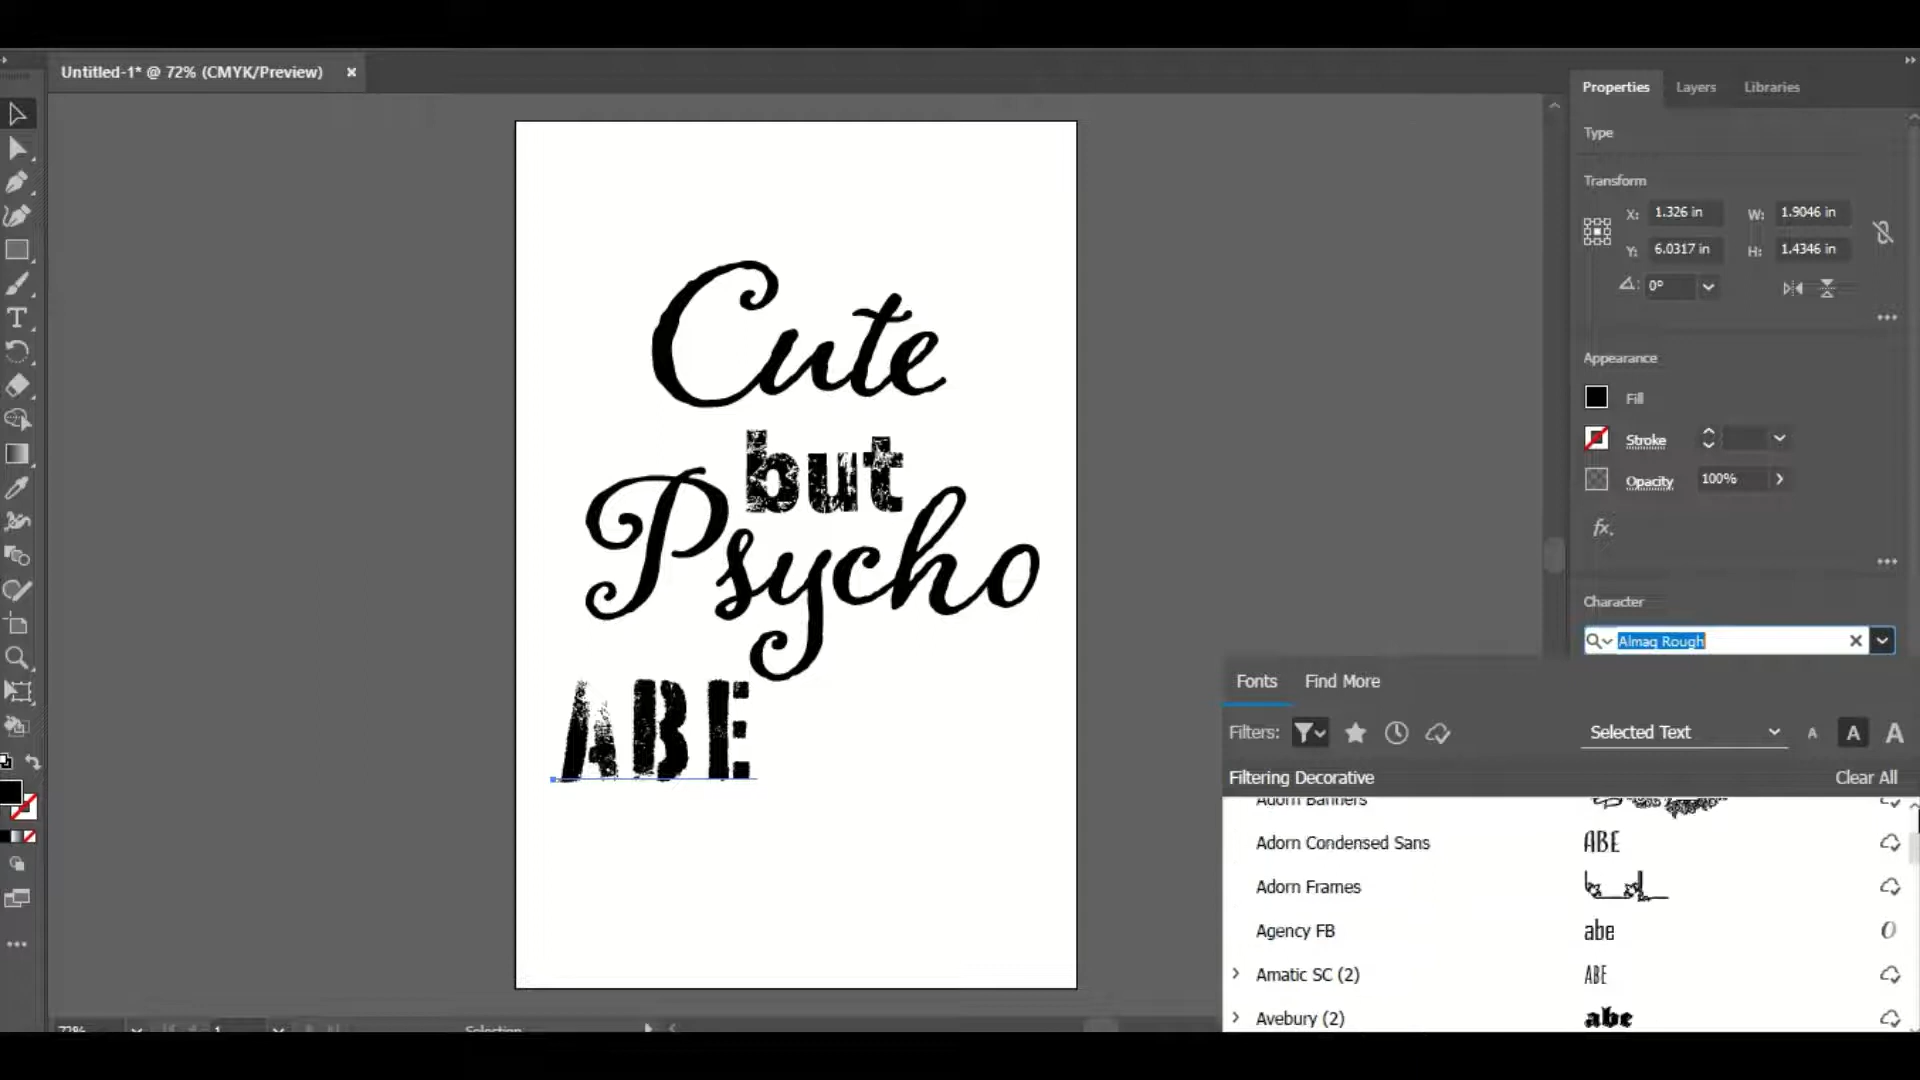 Untitled-1* @ 72% (CMYK/Preview) ×
Properties Layers Libraries
Type
Transform
X: 1.326 in W: 1.9046 in
Y: 6.0317 in H: 1.4346 in
0°
Appearance
Fill
Stroke
Opacity 100%
fx.
Character
Almaq Rough
Cute
but
Psycho
ABE
Fonts Find More
Filters: Selected Text A A A
Filtering Decorative Clear All
Adorn Banners
Adorn Condensed Sans ABE
Adorn Frames
Agency FB abe
Amatic SC (2) ABE
Avebury (2) abe
72% 1 Selection